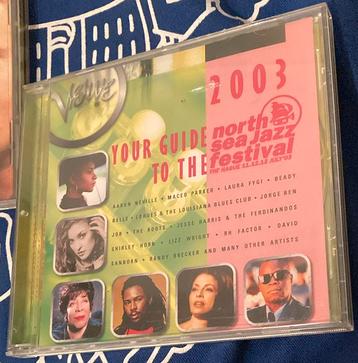 Verve
2003
YOUR GUIDE
TO THE
north
sea jazz
festival
THE HAGUE 11.12.13 JULY'03
AARON NEVILLE • MACEO PARKER • LAURA FYGI • BEADY
BELLE • LOUDES & THE LOUISIANA BLUES CLUB • JORGE BEN
JOR • THE ROOTS • JESSE HARRIS & THE FERDINANDOS
SHIRLEY HORN • LIZZ WRIGHT • RH FACTOR • DAVID
SANBORN • RANDY BRECKER AND MANY OTHER ARTISTS